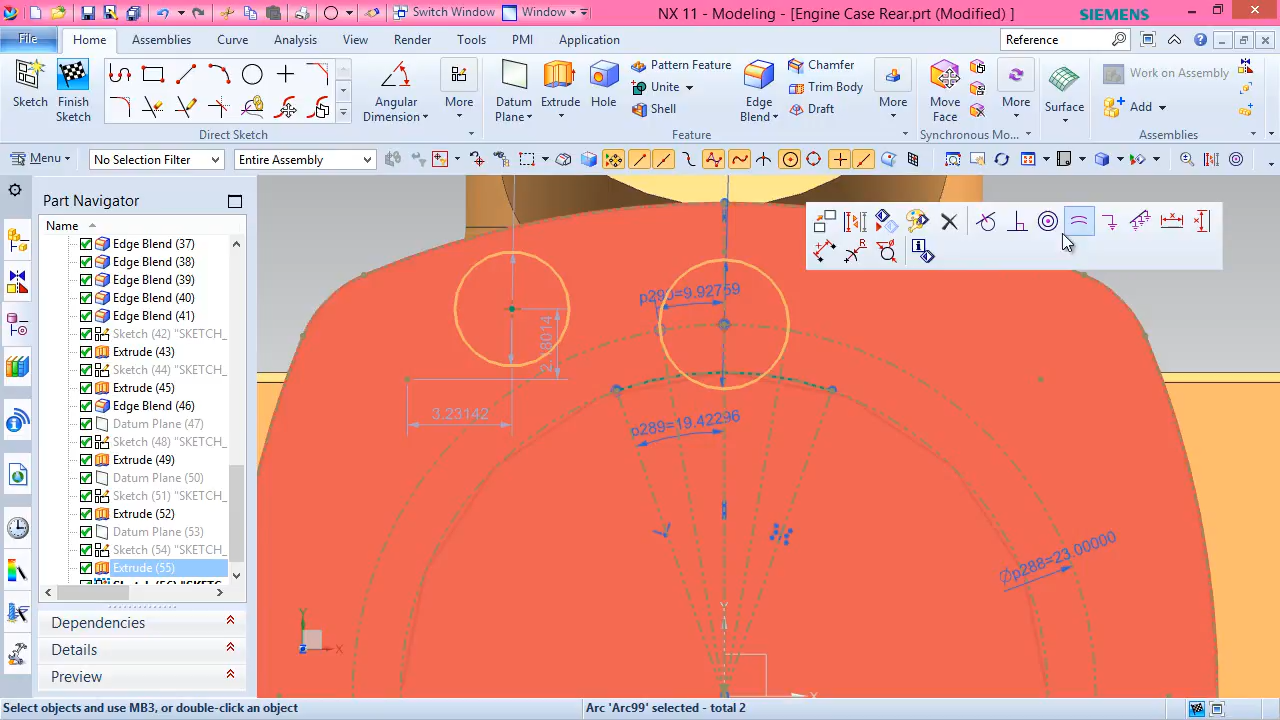 Switch Window
Window
NX 11 - Modeling - [Engine Case Rear.prt (Modified) ]
SIEMENS
File
Home
Assemblies
Curve
Analysis
View
Render
Tools
PMI
Application
Reference
Sketch
Finish
Sketch
Direct Sketch
Angular
Dimension
More
Datum
Plane
Extrude
Hole
Pattern Feature
Unite
Shell
Edge
Blend
Chamfer
Trim Body
Draft
More
Feature
Move
Face
More
Synchronous Mo...
Surface
Work on Assembly
Add
Assemblies
Menu
No Selection Filter
Entire Assembly
Part Navigator
Name
Edge Blend (37)
Edge Blend (38)
Edge Blend (39)
Edge Blend (40)
Edge Blend (41)
Sketch (42) "SKETCH_
Extrude (43)
Sketch (44) "SKETCH_
Extrude (45)
Edge Blend (46)
Datum Plane (47)
Sketch (48) "SKETCH_
Extrude (49)
Datum Plane (50)
Sketch (51) "SKETCH_
Extrude (52)
Datum Plane (53)
Sketch (54) "SKETCH_
Extrude (55)
Dependencies
Details
Preview
p290=9.92759
2.18014
3.23142
p289=19.42296
Øp288=23.00000
Y
X
Y
X
Select objects and use MB3, or double-click an object
Arc 'Arc99' selected - total 2